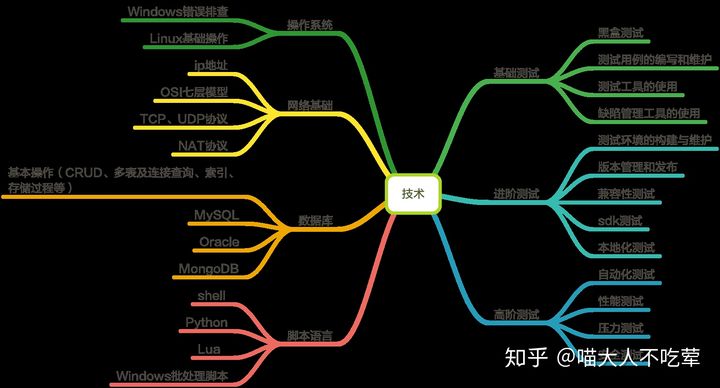 技术
操作系统
Windows错误排查
Linux基础操作
网络基础
ip地址
OSI七层模型
TCP、UDP协议
NAT协议
数据库
基本操作（CRUD、多表及连接查询、索引、
存储过程等）
MySQL
Oracle
MongoDB
脚本语言
shell
Python
Lua
Windows批处理脚本
基础测试
黑盒测试
测试用例的编写和维护
测试工具的使用
缺陷管理工具的使用
进阶测试
测试环境的构建与维护
版本管理和发布
兼容性测试
sdk测试
本地化测试
高阶测试
自动化测试
性能测试
压力测试
知乎 @喵大人不吃荤